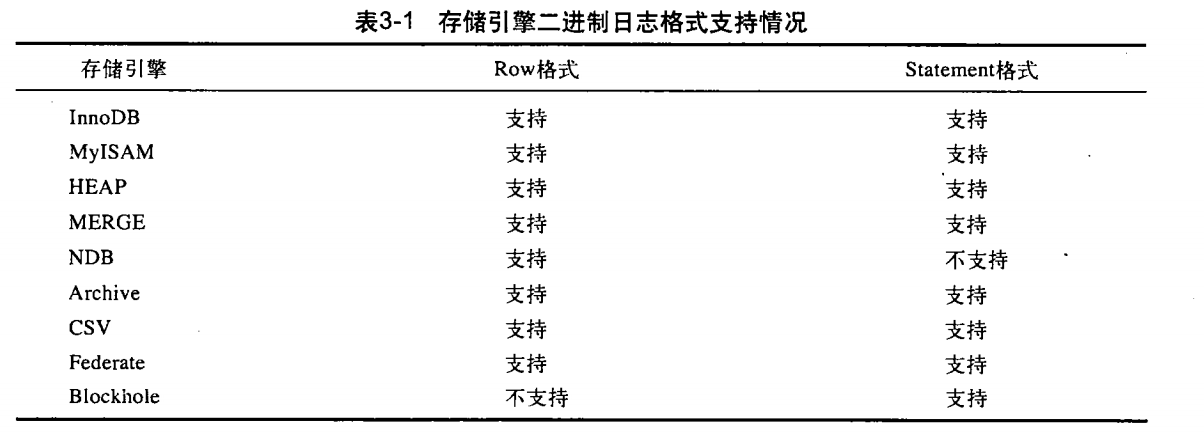 表3-1 存储引擎二进制日志格式支持情况
存储引擎 Row格式 Statement格式
InnoDB 支持 支持
MyISAM 支持 支持
HEAP 支持 支持
MERGE 支持 支持
NDB 支持 不支持
Archive 支持 支持
CSV 支持 支持
Federate 支持 支持
Blockhole 不支持 支持